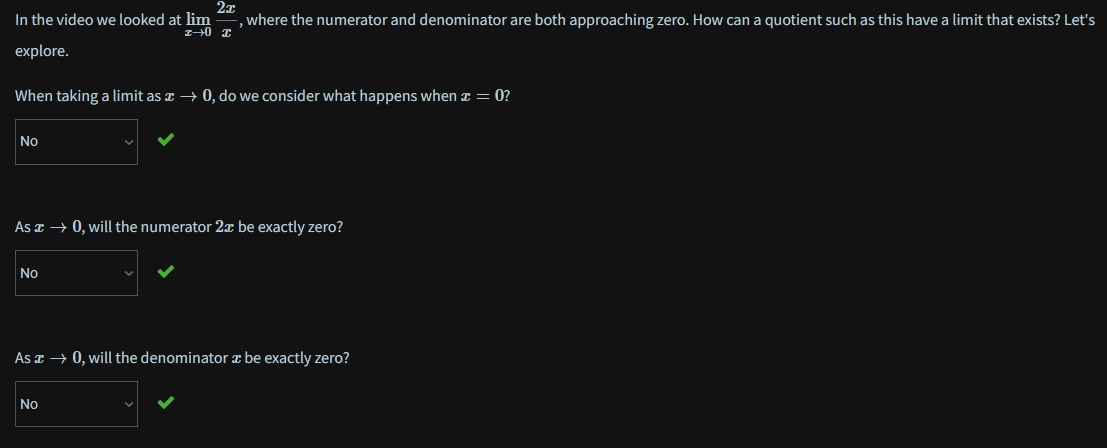 In the video we looked at lim x→0 2x/x, where the numerator and denominator are both approaching zero. How can a quotient such as this have a limit that exists? Let's
explore.
When taking a limit as x → 0, do we consider what happens when x = 0?
No
As x → 0, will the numerator 2x be exactly zero?
No
As x → 0, will the denominator x be exactly zero?
No